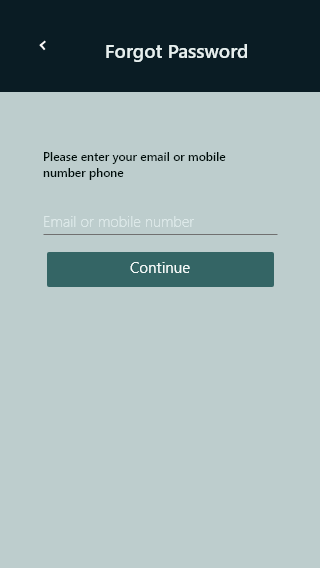 Forgot Password
Please enter your email or mobile
number phone
Email or mobile number
Continue